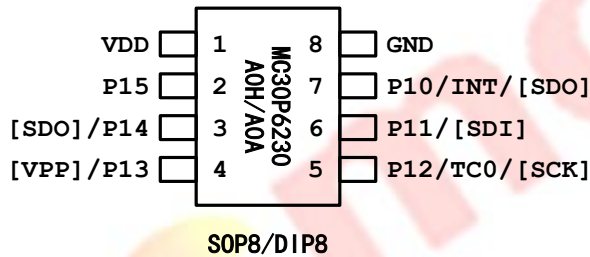 VDD 1 8 GND
P15 2 7 P10/INT/[SDO]
[SDO]/P14 3 6 P11/[SDI]
[VPP]/P13 4 5 P12/TC0/[SCK]
MC30P6230
A0H/A0A
SOP8/DIP8